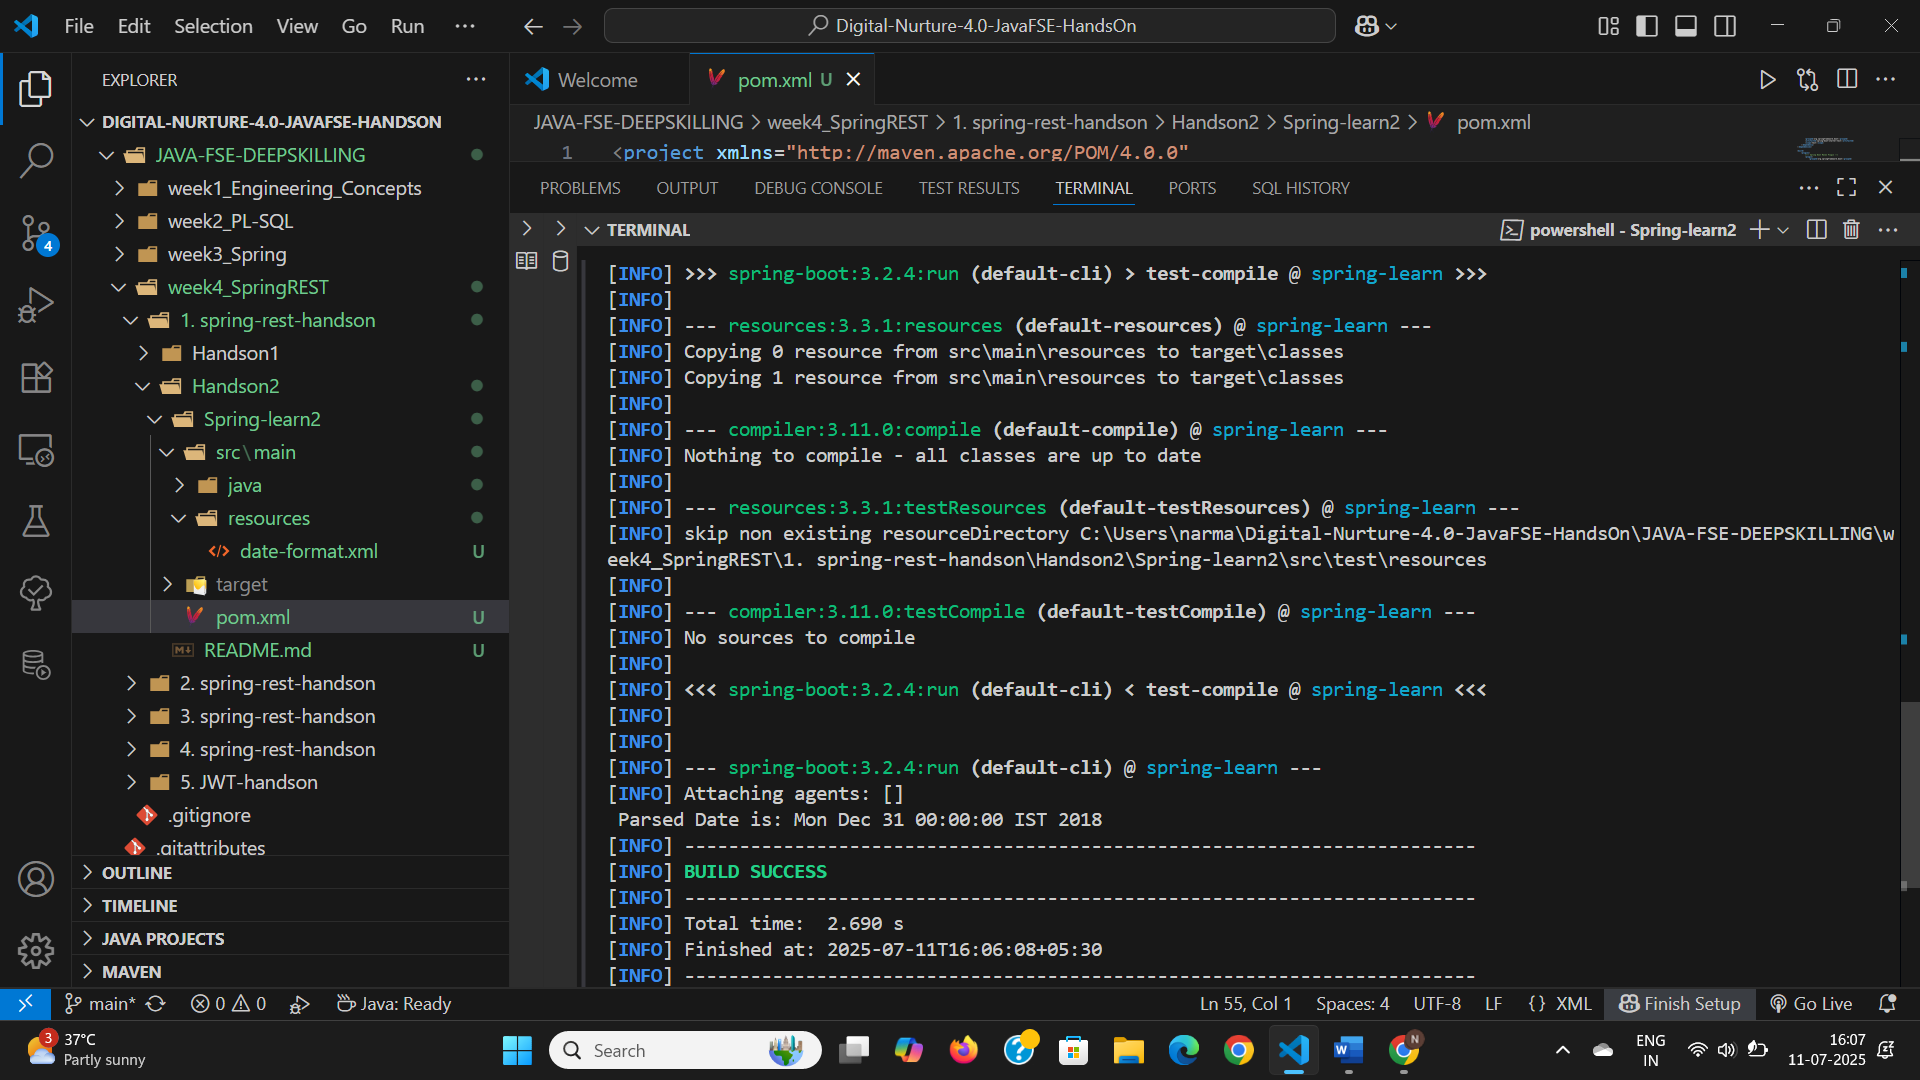 File Edit Selection View Go Run ··· Digital-Nurture-4.0-JavaFSE-HandsOn
EXPLORER ···
DIGITAL-NURTURE-4.0-JAVAFSE-HANDSON
JAVA-FSE-DEEPSKILLING
week1_Engineering_Concepts
week2_PL-SQL
week3_Spring
week4_SpringREST
1. spring-rest-handson
Handson1
Handson2
Spring-learn2
src\main
java
resources
date-format.xml U
target
pom.xml U
README.md U
2. spring-rest-handson
3. spring-rest-handson
4. spring-rest-handson
5. JWT-handson
.gitignore
.gitattributes
OUTLINE
TIMELINE
JAVA PROJECTS
MAVEN
4
Welcome pom.xml U
JAVA-FSE-DEEPSKILLING > week4_SpringREST > 1. spring-rest-handson > Handson2 > Spring-learn2 > pom.xml
1 <project xmlns="http://maven.apache.org/POM/4.0.0"
PROBLEMS OUTPUT DEBUG CONSOLE TEST RESULTS TERMINAL PORTS SQL HISTORY
TERMINAL powershell - Spring-learn2
[INFO] >>> spring-boot:3.2.4:run (default-cli) > test-compile @ spring-learn >>>
[INFO]
[INFO] --- resources:3.3.1:resources (default-resources) @ spring-learn ---
[INFO] Copying 0 resource from src\main\resources to target\classes
[INFO] Copying 1 resource from src\main\resources to target\classes
[INFO]
[INFO] --- compiler:3.11.0:compile (default-compile) @ spring-learn ---
[INFO] Nothing to compile - all classes are up to date
[INFO]
[INFO] --- resources:3.3.1:testResources (default-testResources) @ spring-learn ---
[INFO] skip non existing resourceDirectory C:\Users\narma\Digital-Nurture-4.0-JavaFSE-HandsOn\JAVA-FSE-DEEPSKILLING\w
eek4_SpringREST\1. spring-rest-handson\Handson2\Spring-learn2\src\test\resources
[INFO]
[INFO] --- compiler:3.11.0:testCompile (default-testCompile) @ spring-learn ---
[INFO] No sources to compile
[INFO]
[INFO] <<< spring-boot:3.2.4:run (default-cli) < test-compile @ spring-learn <<<
[INFO]
[INFO]
[INFO] --- spring-boot:3.2.4:run (default-cli) @ spring-learn ---
[INFO] Attaching agents: []
Parsed Date is: Mon Dec 31 00:00:00 IST 2018
[INFO] ------------------------------------------------------------------------
[INFO] BUILD SUCCESS
[INFO] ------------------------------------------------------------------------
[INFO] Total time:  2.690 s
[INFO] Finished at: 2025-07-11T16:06:08+05:30
[INFO] ------------------------------------------------------------------------
main* 0 0 Java: Ready Ln 55, Col 1 Spaces: 4 UTF-8 LF {} XML Finish Setup Go Live
3 37°C
Partly sunny
Search
W
N
ENG
IN
16:07
11-07-2025